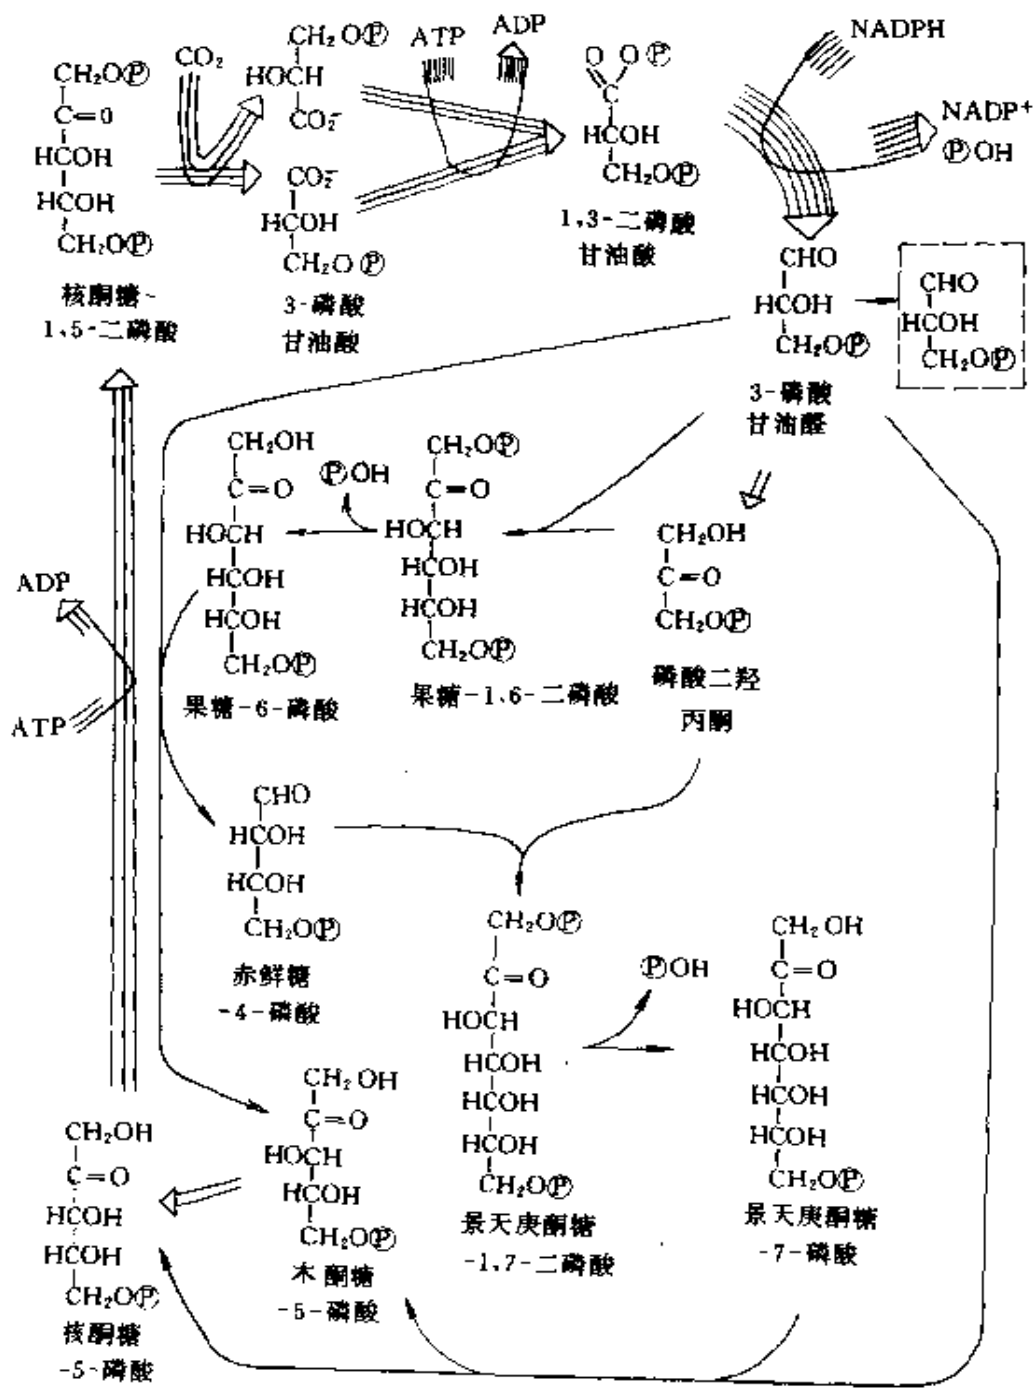 CH₂OⓅ
C=O
HCOH
HCOH
CH₂OⓅ
核酮糖-
1,5-二磷酸
CO₂
CH₂OⓅ
HOCH
CO₂⁻
CO₂⁻
HCOH
CH₂OⓅ
3-磷酸
甘油酸
ATP
ADP
O OⓅ
C
HCOH
CH₂OⓅ
1,3-二磷酸
甘油酸
NADPH
NADP⁺
ⓅOH
CHO
HCOH
CH₂OⓅ
3-磷酸
甘油醛
CHO
HCOH
CH₂OⓅ
CH₂OH
C=O
HOCH
HCOH
HCOH
CH₂OⓅ
果糖-6-磷酸
ⓅOH
CH₂OⓅ
C=O
HOCH
HCOH
HCOH
CH₂OⓅ
果糖-1,6-二磷酸
CH₂OH
C=O
CH₂OⓅ
磷酸二羟
丙酮
ADP
ATP
CHO
HCOH
HCOH
CH₂OⓅ
赤鲜糖
-4-磷酸
CH₂OⓅ
C=O
HOCH
HCOH
HCOH
HCOH
CH₂OⓅ
景天庚酮糖
-1,7-二磷酸
ⓅOH
CH₂OH
C=O
HOCH
HCOH
HCOH
HCOH
CH₂OⓅ
景天庚酮糖
-7-磷酸
CH₂OH
C=O
HOCH
HCOH
CH₂OⓅ
木酮糖
-5-磷酸
CH₂OH
C=O
HCOH
HCOH
CH₂OⓅ
核酮糖
-5-磷酸